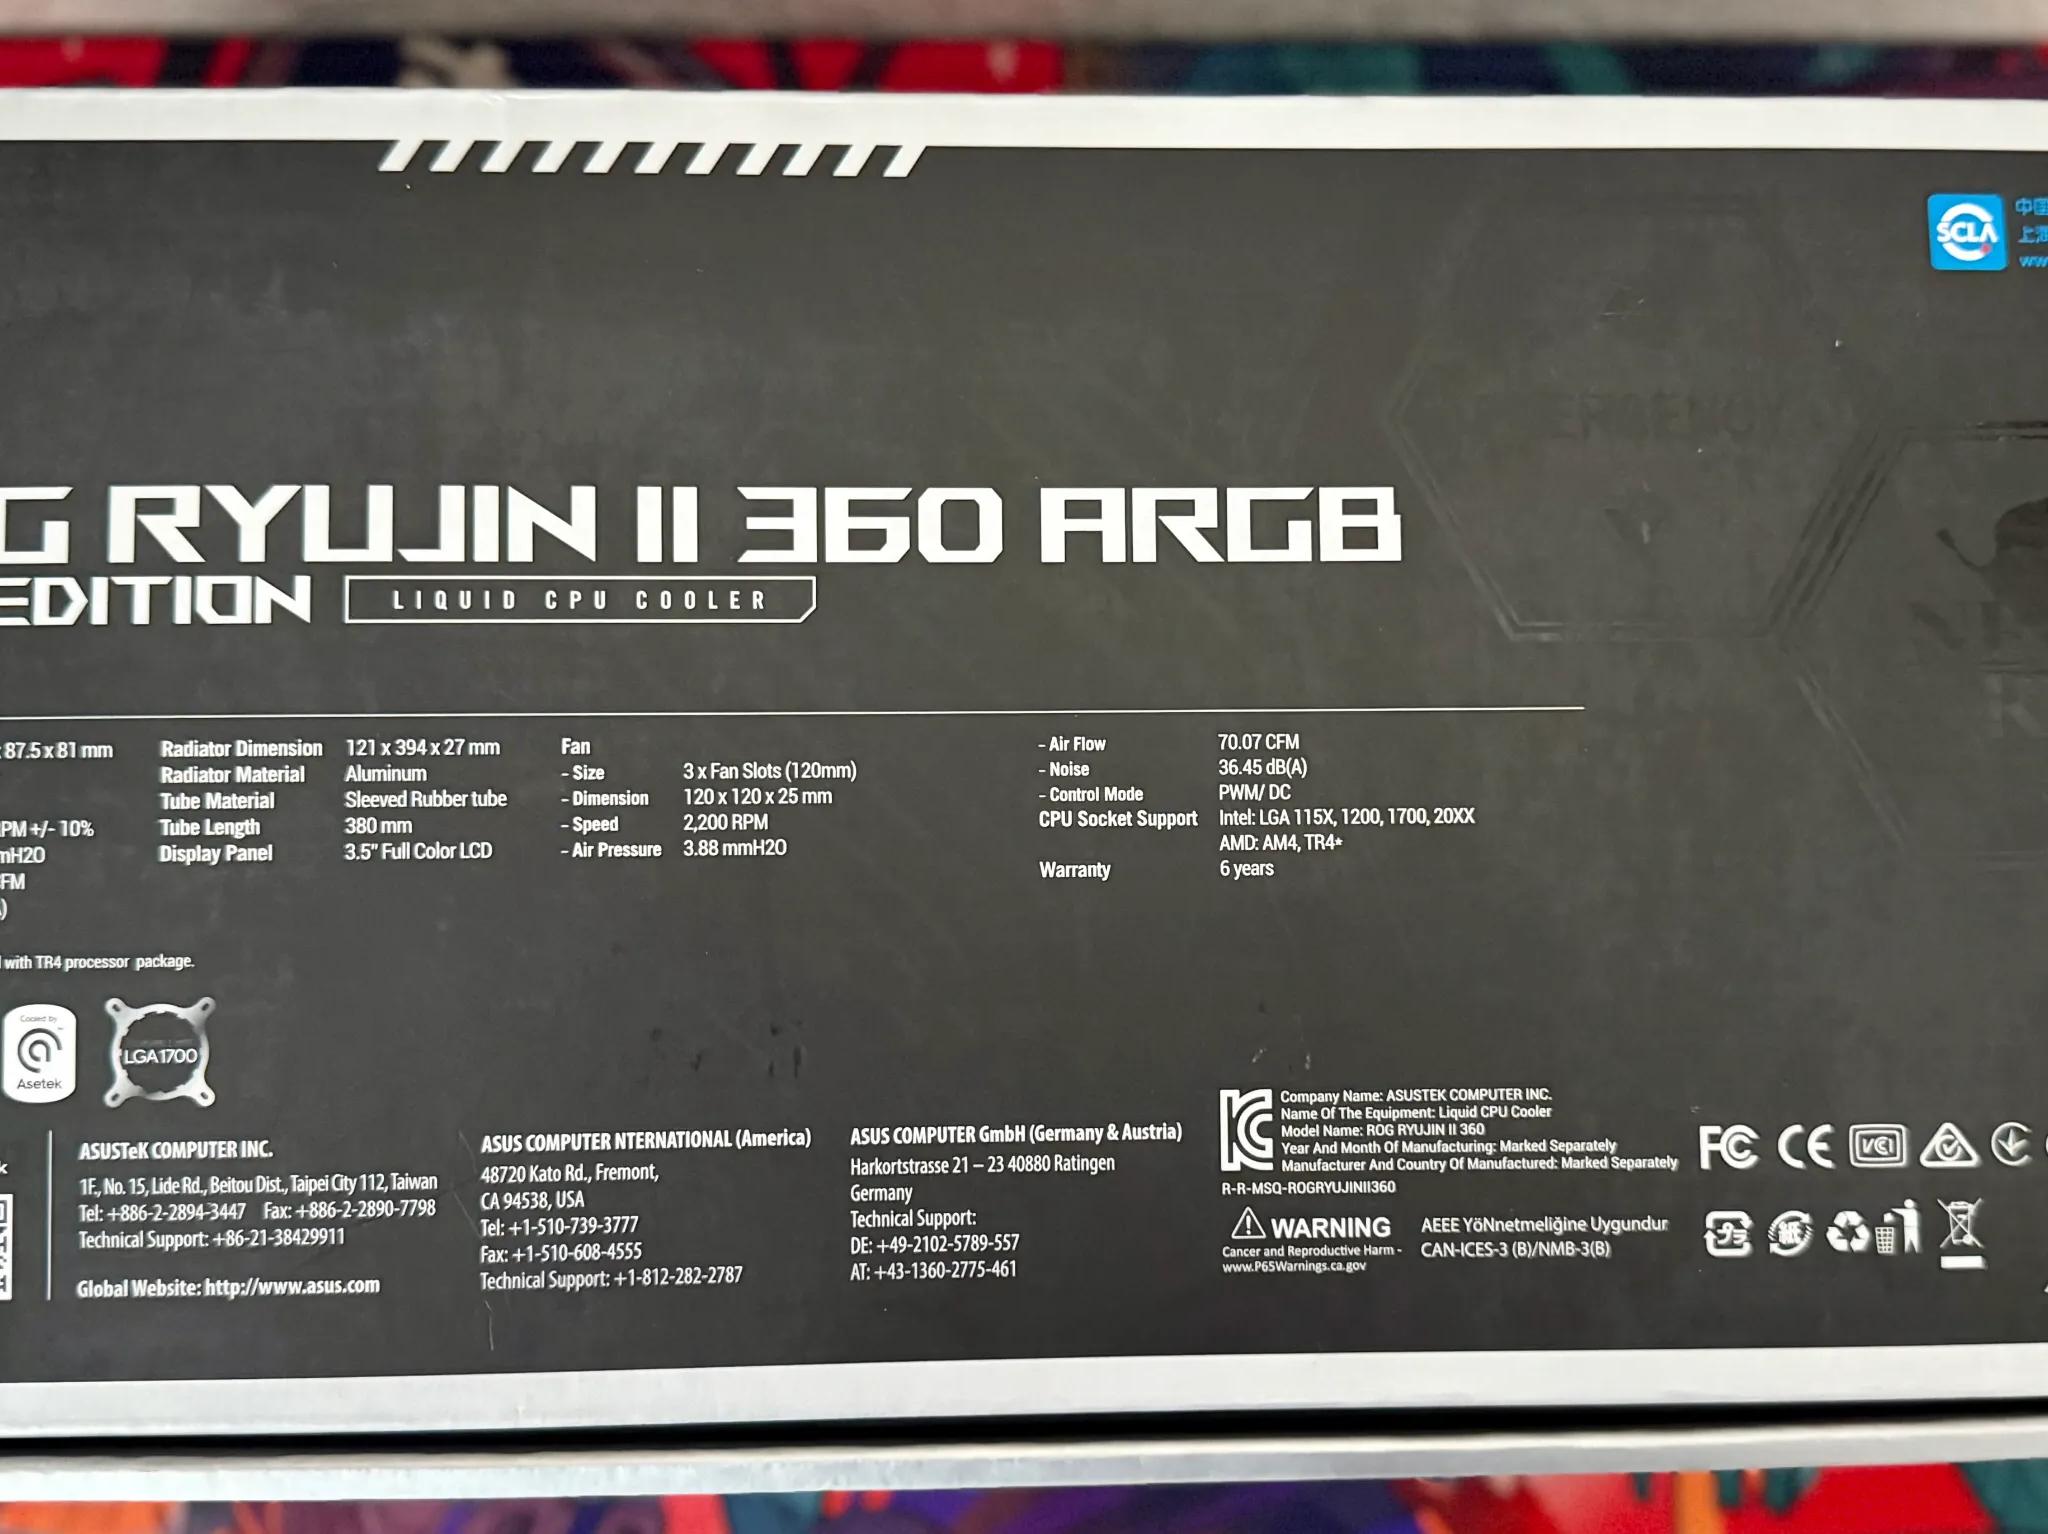 SCLA
中国
上海
ww
G RYUJIN II 360 ARGB
EDITION LIQUID CPU COOLER
87.5 x 81 mm
PM +/- 10%
mH2O
FM
)
Radiator Dimension 121 x 394 x 27 mm
Radiator Material Aluminum
Tube Material Sleeved Rubber tube
Tube Length 380 mm
Display Panel 3.5" Full Color LCD
Fan
- Size 3 x Fan Slots (120mm)
- Dimension 120 x 120 x 25 mm
- Speed 2,200 RPM
- Air Pressure 3.88 mmH2O
- Air Flow 70.07 CFM
- Noise 36.45 dB(A)
- Control Mode PWM/ DC
CPU Socket Support Intel: LGA 115X, 1200, 1700, 20XX
AMD: AM4, TR4*
Warranty 6 years
with TR4 processor package.
Cooled by
Asetek
LGA1700
k
ASUSTeK COMPUTER INC.
1F., No. 15, Lide Rd., Beitou Dist., Taipei City 112, Taiwan
Tel: +886-2-2894-3447 Fax: +886-2-2890-7798
Technical Support: +86-21-38429911
Global Website: http://www.asus.com
ASUS COMPUTER NTERNATIONAL (America)
48720 Kato Rd., Fremont,
CA 94538, USA
Tel: +1-510-739-3777
Fax: +1-510-608-4555
Technical Support: +1-812-282-2787
ASUS COMPUTER GmbH (Germany & Austria)
Harkortstrasse 21 – 23 40880 Ratingen
Germany
Technical Support:
DE: +49-2102-5789-557
AT: +43-1360-2775-461
Company Name: ASUSTEK COMPUTER INC.
Name Of The Equipment: Liquid CPU Cooler
Model Name: ROG RYUJIN II 360
Year And Month Of Manufacturing: Marked Separately
Manufacturer And Country Of Manufactured: Marked Separately
R-R-MSQ-ROGRYUJINII360
WARNING
Cancer and Reproductive Harm -
www.P65Warnings.ca.gov
AEEE YöNnetmeliğine Uygundur
CAN-ICES-3 (B)/NMB-3(B)
FC CE VCI
プラ 紙